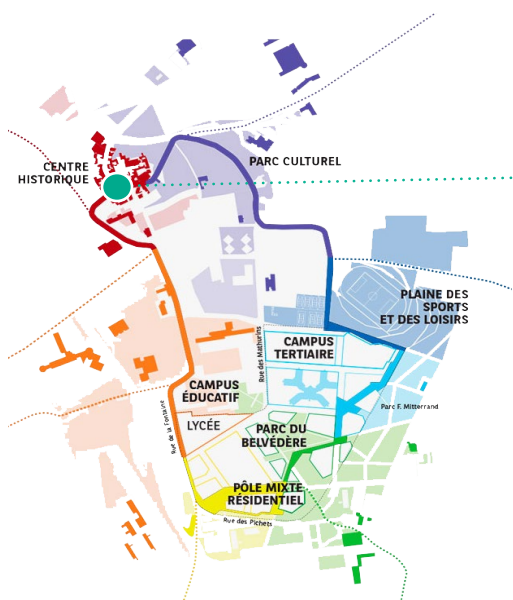 CENTRE
HISTORIQUE
PARC CULTUREL
PLAINE DES
SPORTS
ET DES LOISIRS
CAMPUS
TERTIAIRE
Rue des Mathurins
CAMPUS
ÉDUCATIF
Parc F. Mitterrand
Rue de la Fontaine
LYCÉE
PARC DU
BELVÉDÈRE
PÔLE MIXTE
RÉSIDENTIEL
Rue des Pichets